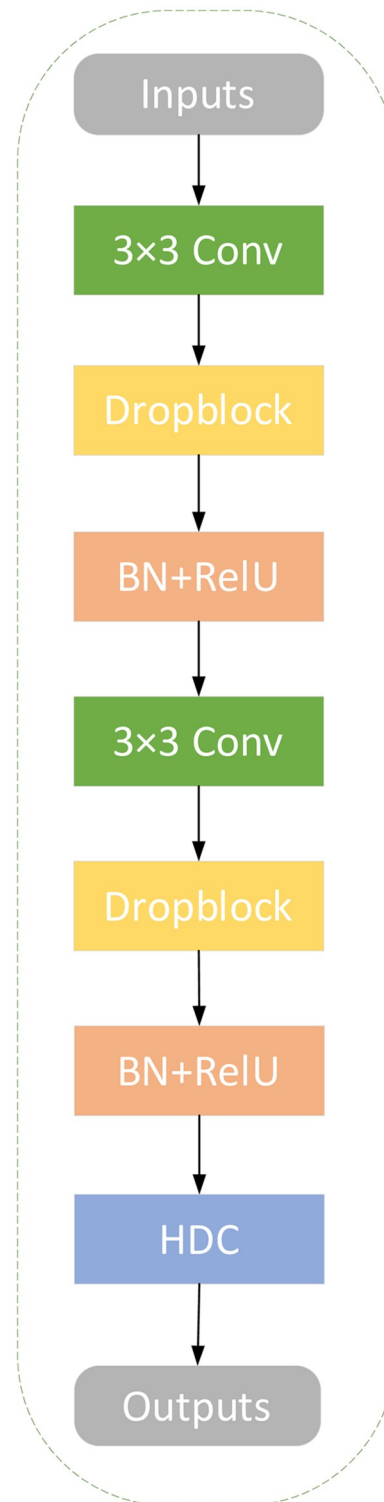 Inputs
3×3 Conv
Dropblock
BN+RelU
3×3 Conv
Dropblock
BN+RelU
HDC
Outputs